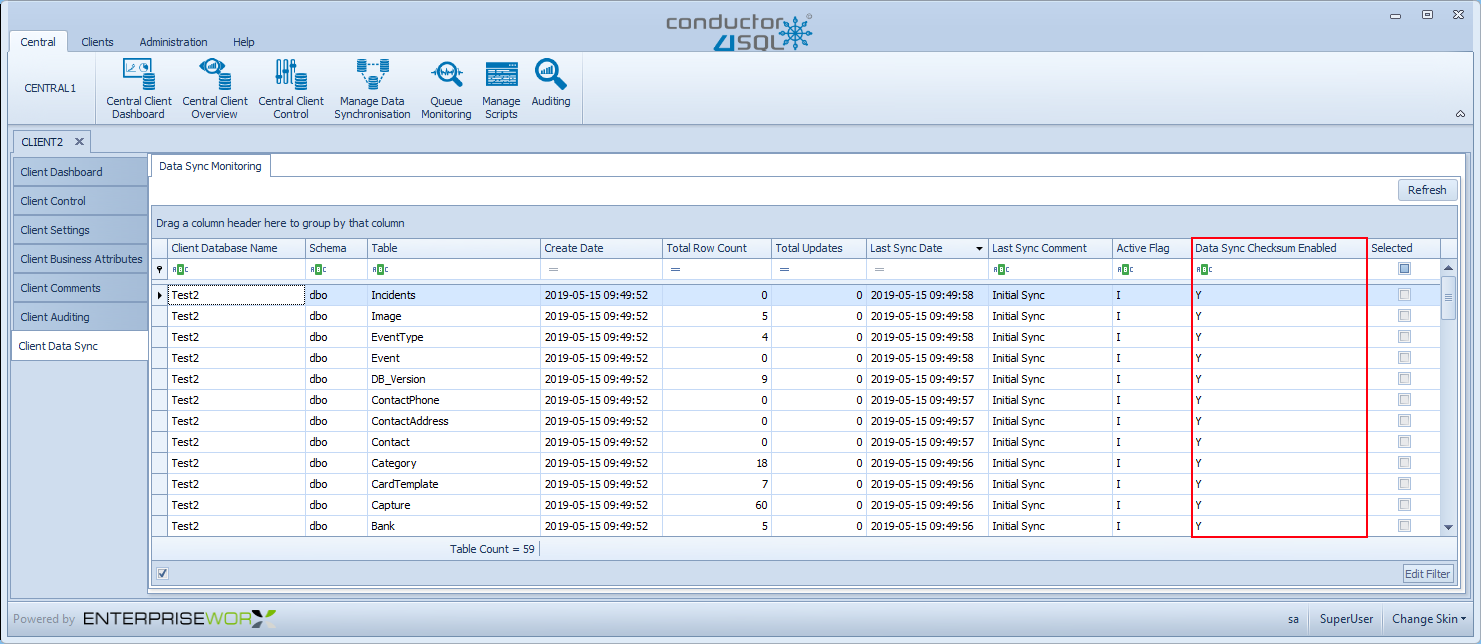 conductor
4SQL
Central Clients Administration Help
CENTRAL1
Central Client Dashboard
Central Client Overview
Central Client Control
Manage Data Synchronisation
Queue Monitoring
Manage Scripts
Auditing
CLIENT2
Client Dashboard
Client Control
Client Settings
Client Business Attributes
Client Comments
Client Auditing
Client Data Sync
Data Sync Monitoring
Refresh
Drag a column header here to group by that column
Client Database Name Schema Table Create Date Total Row Count Total Updates Last Sync Date Last Sync Comment Active Flag Data Sync Checksum Enabled Selected
ABC ABC ABC = = = = ABC ABC ABC
Test2 dbo Incidents 2019-05-15 09:49:52 0 0 2019-05-15 09:49:58 Initial Sync I Y
Test2 dbo Image 2019-05-15 09:49:52 5 0 2019-05-15 09:49:58 Initial Sync I Y
Test2 dbo EventType 2019-05-15 09:49:52 4 0 2019-05-15 09:49:58 Initial Sync I Y
Test2 dbo Event 2019-05-15 09:49:52 0 0 2019-05-15 09:49:58 Initial Sync I Y
Test2 dbo DB_Version 2019-05-15 09:49:52 9 0 2019-05-15 09:49:57 Initial Sync I Y
Test2 dbo ContactPhone 2019-05-15 09:49:52 0 0 2019-05-15 09:49:57 Initial Sync I Y
Test2 dbo ContactAddress 2019-05-15 09:49:52 0 0 2019-05-15 09:49:57 Initial Sync I Y
Test2 dbo Contact 2019-05-15 09:49:52 0 0 2019-05-15 09:49:57 Initial Sync I Y
Test2 dbo Category 2019-05-15 09:49:52 18 0 2019-05-15 09:49:56 Initial Sync I Y
Test2 dbo CardTemplate 2019-05-15 09:49:52 7 0 2019-05-15 09:49:56 Initial Sync I Y
Test2 dbo Capture 2019-05-15 09:49:52 60 0 2019-05-15 09:49:56 Initial Sync I Y
Test2 dbo Bank 2019-05-15 09:49:52 5 0 2019-05-15 09:49:56 Initial Sync I Y
Table Count = 59
Edit Filter
Powered by ENTERPRISEWORX
sa SuperUser Change Skin